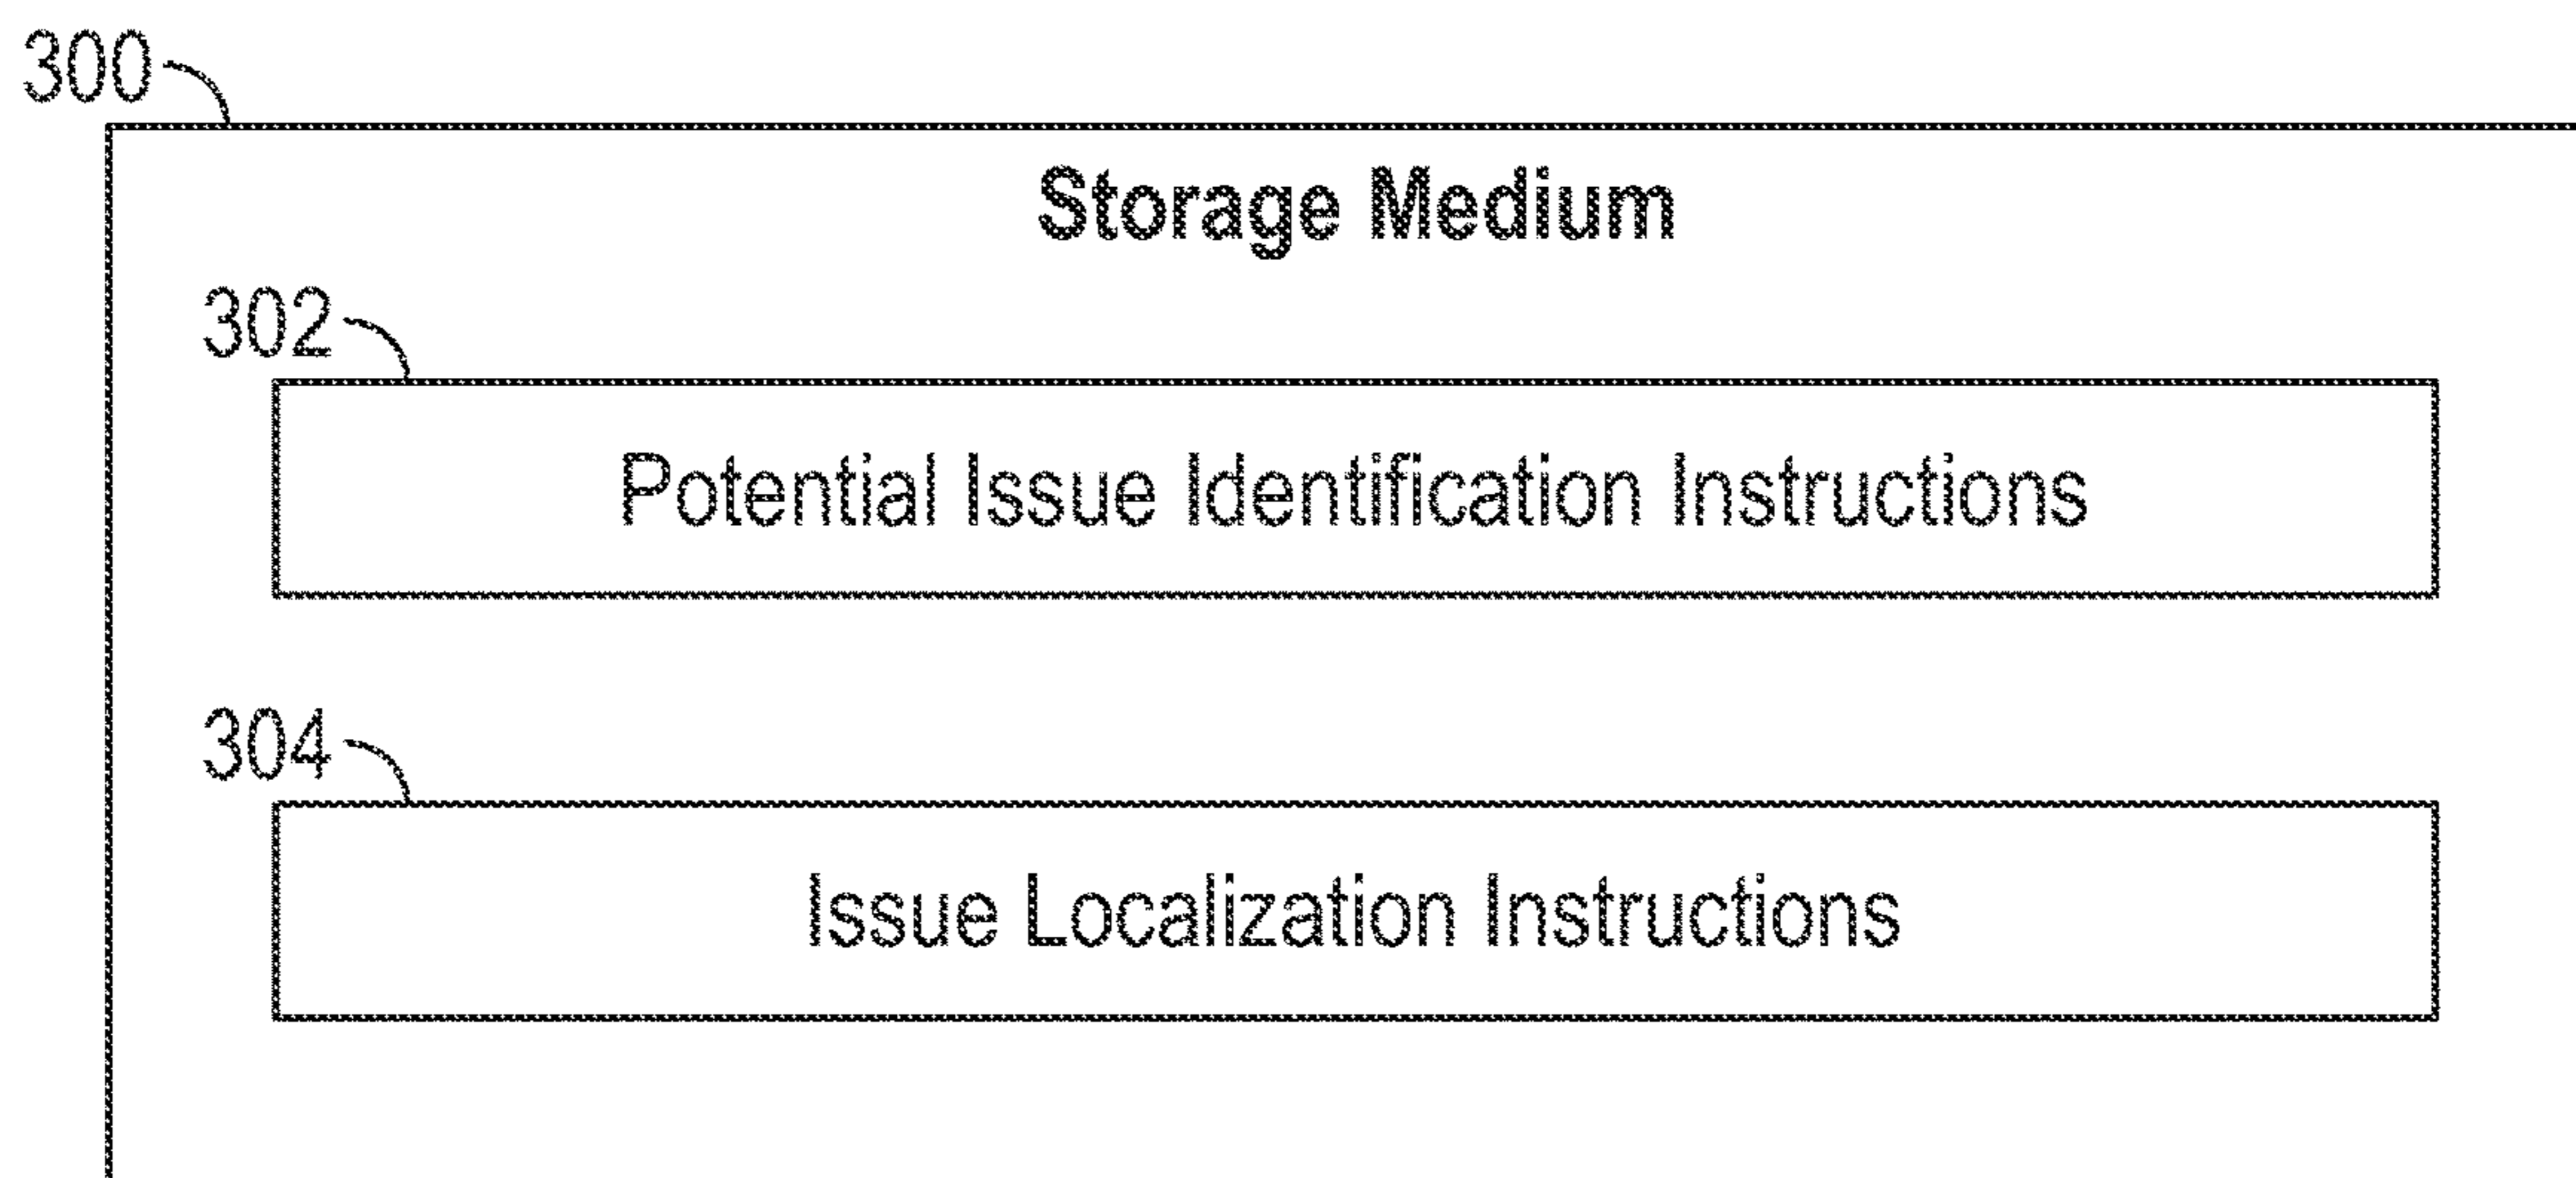 300
Storage Medium
302
Potential Issue Identification Instructions
304
Issue Localization Instructions